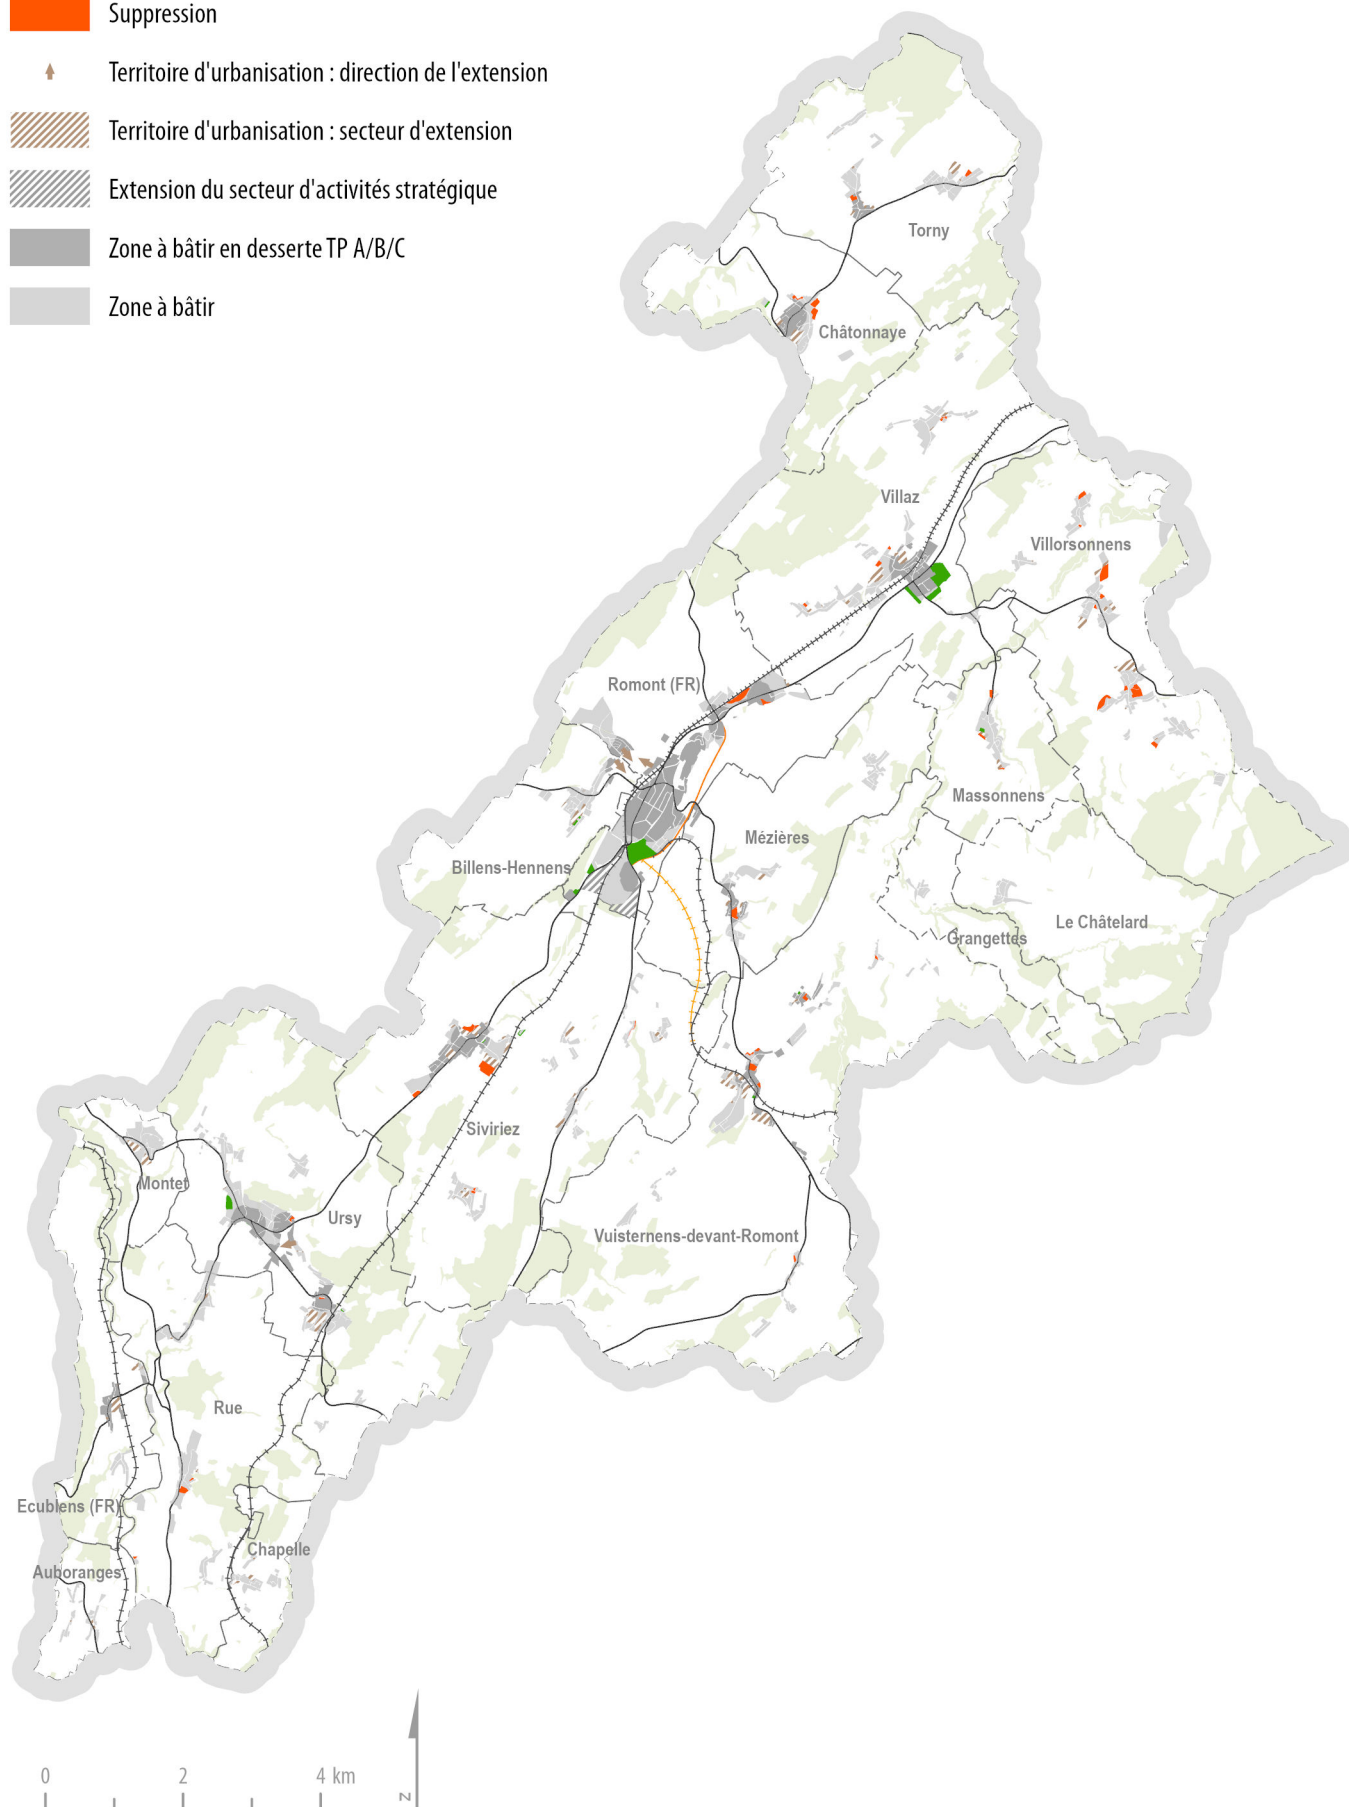 Suppression
Territoire d'urbanisation : direction de l'extension
Territoire d'urbanisation : secteur d'extension
Extension du secteur d'activités stratégique
Zone à bâtir en desserte TP A/B/C
Zone à bâtir
Torny
Châtonnaye
Villaz
Villorsonnens
Romont (FR)
Massonnens
Mézières
Billens-Hennens
Le Châtelard
Grangettes
Siviriez
Montet
Ursy
Vuisternens-devant-Romont
Rue
Ecublens (FR)
Chapelle
Auboranges
0 2 4 km
N